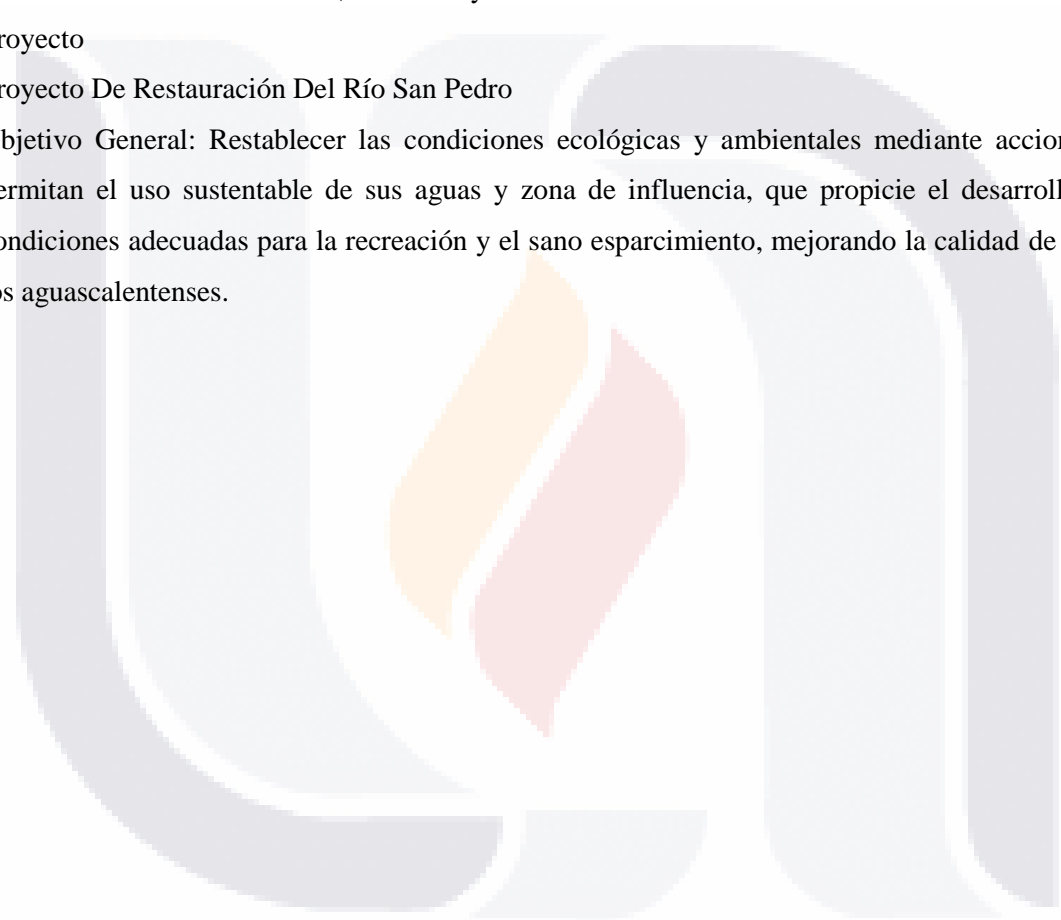 royecto
royecto De Restauración Del Río San Pedro
bjetivo General: Restablecer las condiciones ecológicas y ambientales mediante accion
ermitan el uso sustentable de sus aguas y zona de influencia, que propicie el desarroll
ondiciones adecuadas para la recreación y el sano esparcimiento, mejorando la calidad de
os aguascalentenses.